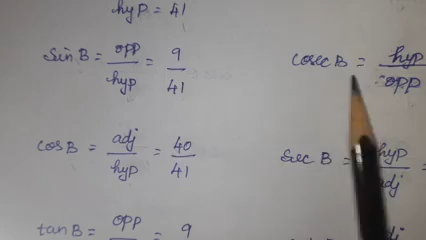 hyp = 41
Sin B = opp/hyp = 9/41
Cosec B = hyp/opp
Cos B = adj/hyp = 40/41
Sec B = hyp/adj =
tan B = opp = 9